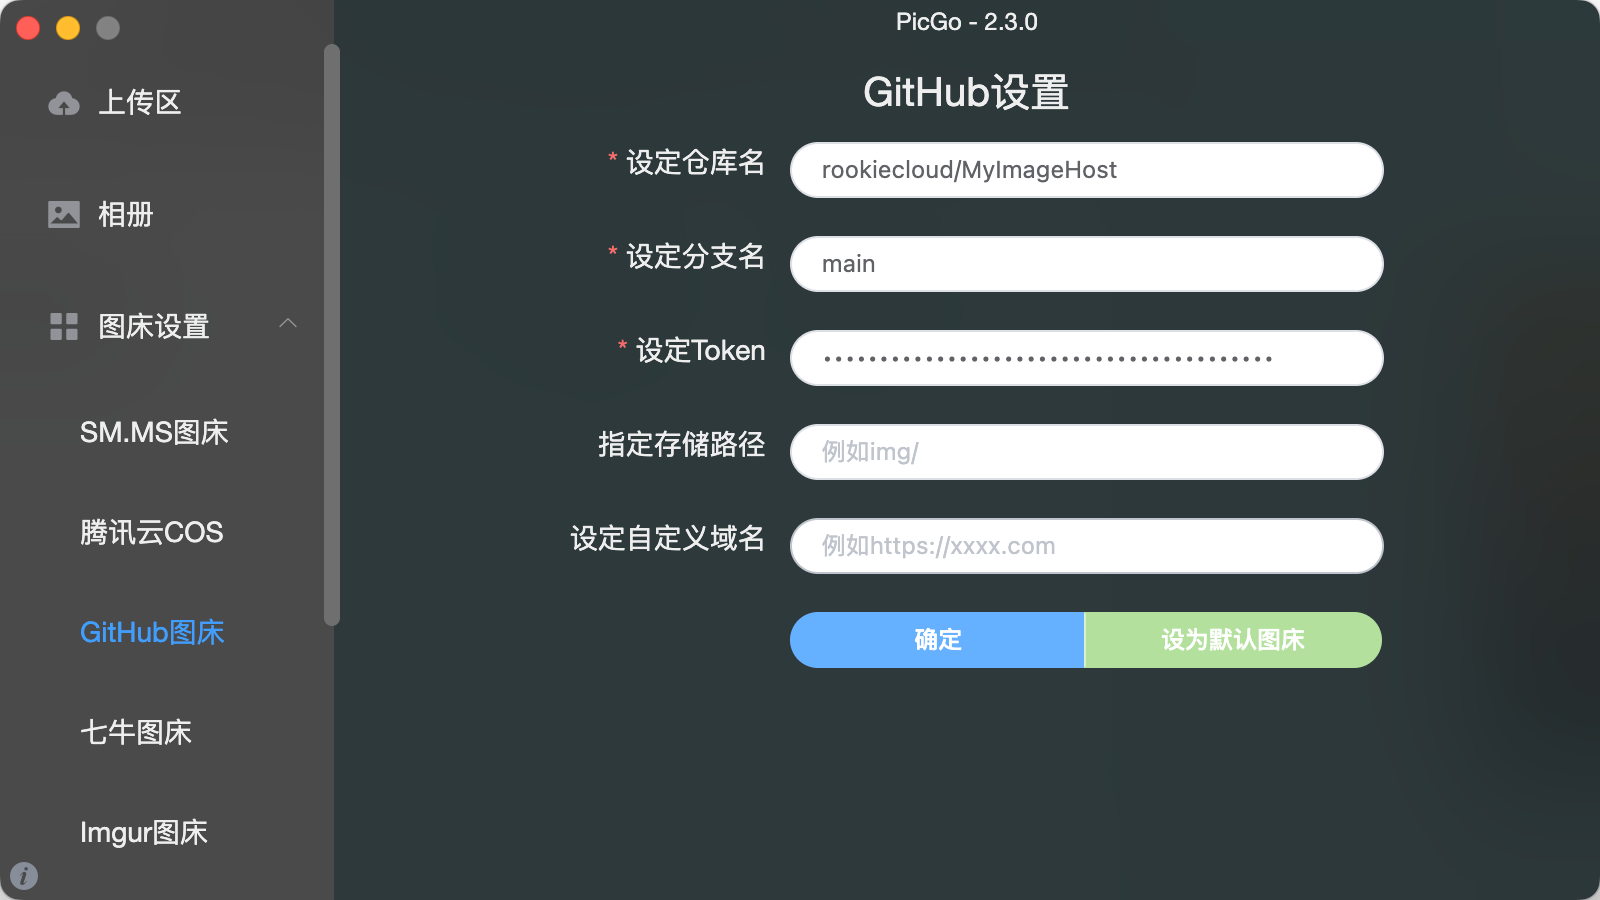 PicGo - 2.3.0
上传区
相册
图床设置
SM.MS图床
腾讯云COS
GitHub图床
七牛图床
Imgur图床
GitHub设置
* 设定仓库名
rookiecloud/MyImageHost
* 设定分支名
main
* 设定Token
••••••••••••••••••••••••••••••••••••••••
指定存储路径
例如img/
设定自定义域名
例如https://xxxx.com
确定
设为默认图床